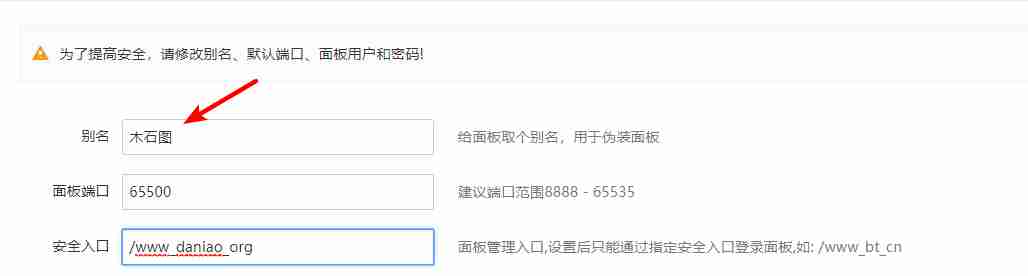 为了提高安全，请修改别名、默认端口、面板用户和密码!
别名 木石图 给面板取个别名，用于伪装面板
面板端口 65500 建议端口范围8888 - 65535
安全入口 /www_daniao_org 面板管理入口,设置后只能通过指定安全入口登录面板,如: /www_bt_cn